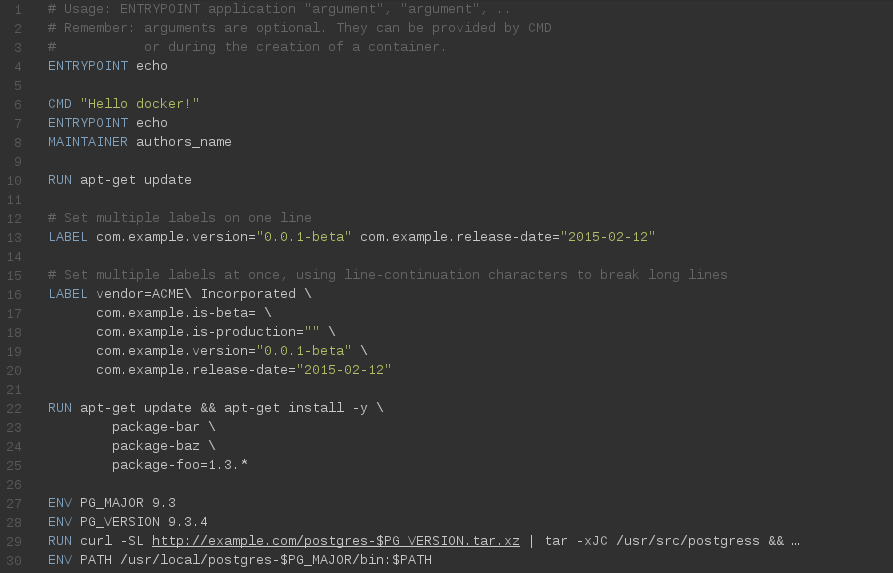 1 # Usage: ENTRYPOINT application "argument", "argument", ..
2 # Remember: arguments are optional. They can be provided by CMD
3 #           or during the creation of a container.
4 ENTRYPOINT echo
5
6 CMD "Hello docker!"
7 ENTRYPOINT echo
8 MAINTAINER authors_name
9
10 RUN apt-get update
11
12 # Set multiple labels on one line
13 LABEL com.example.version="0.0.1-beta" com.example.release-date="2015-02-12"
14
15 # Set multiple labels at once, using line-continuation characters to break long lines
16 LABEL vendor=ACME\ Incorporated \
17       com.example.is-beta= \
18       com.example.is-production="" \
19       com.example.version="0.0.1-beta" \
20       com.example.release-date="2015-02-12"
21
22 RUN apt-get update && apt-get install -y \
23         package-bar \
24         package-baz \
25         package-foo=1.3.*
26
27 ENV PG_MAJOR 9.3
28 ENV PG_VERSION 9.3.4
29 RUN curl -SL http://example.com/postgres-$PG_VERSION.tar.xz | tar -xJC /usr/src/postgress && …
30 ENV PATH /usr/local/postgres-$PG_MAJOR/bin:$PATH